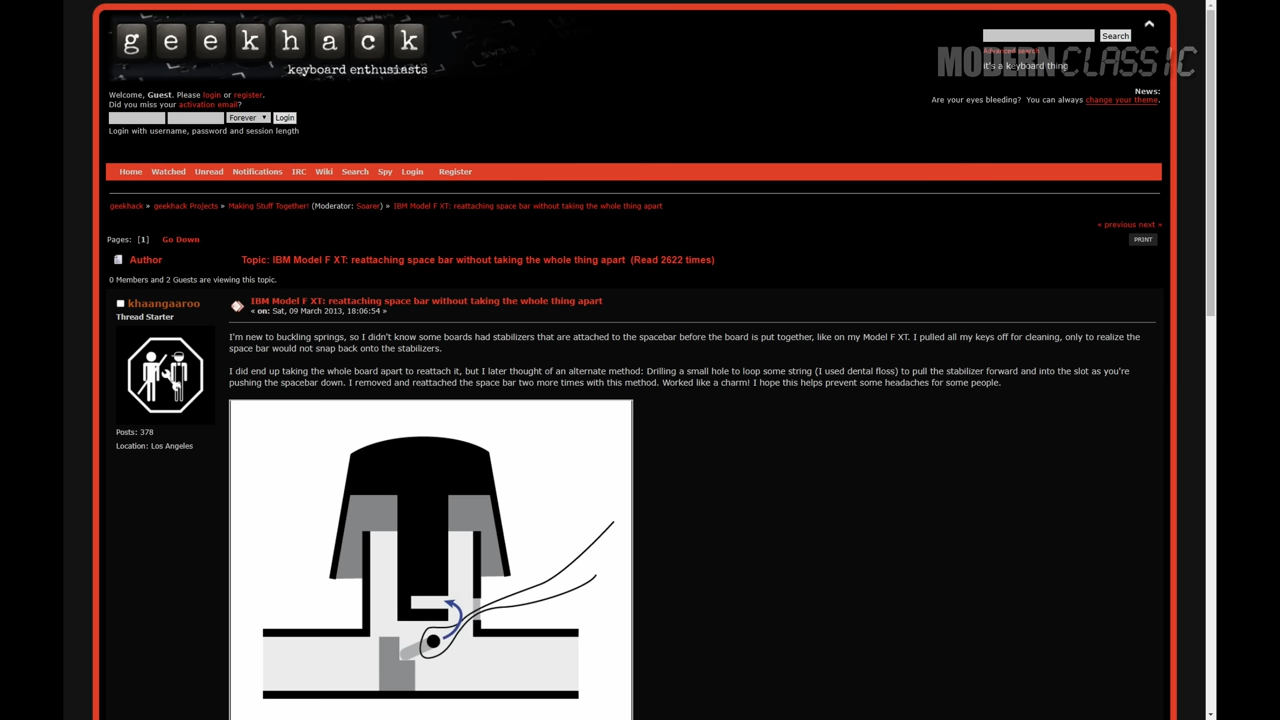 geekhack
keyboard enthusiasts
Search
Advanced search
it's a keyboard thing
MODERN CLASSIC
Welcome, Guest. Please login or register.
Did you miss your activation email?
Forever
Login
Login with username, password and session length
News:
Are your eyes bleeding? You can always change your theme.
Home Watched Unread Notifications IRC Wiki Search Spy Login Register
geekhack » geekhack Projects » Making Stuff Together! (Moderator: Soarer) » IBM Model F XT: reattaching space bar without taking the whole thing apart
« previous next »
Pages: [1] Go Down
PRINT
Author Topic: IBM Model F XT: reattaching space bar without taking the whole thing apart (Read 2622 times)
0 Members and 2 Guests are viewing this topic.
khaangaaroo
Thread Starter
Posts: 378
Location: Los Angeles
IBM Model F XT: reattaching space bar without taking the whole thing apart
« on: Sat, 09 March 2013, 18:06:54 »
I'm new to buckling springs, so I didn't know some boards had stabilizers that are attached to the spacebar before the board is put together, like on my Model F XT. I pulled all my keys off for cleaning, only to realize the
space bar would not snap back onto the stabilizers.
I did end up taking the whole board apart to reattach it, but I later thought of an alternate method: Drilling a small hole to loop some string (I used dental floss) to pull the stabilizer forward and into the slot as you're
pushing the spacebar down. I removed and reattached the space bar two more times with this method. Worked like a charm! I hope this helps prevent some headaches for some people.